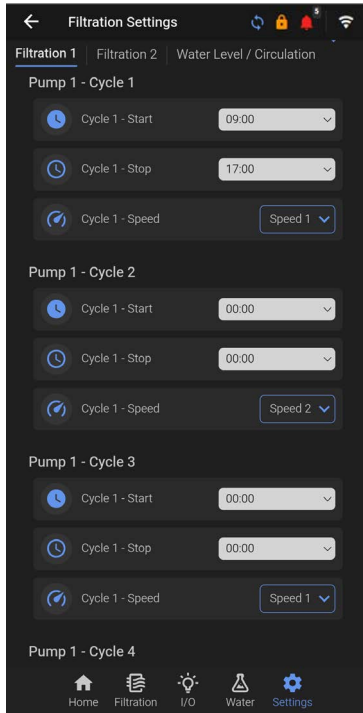 Filtration Settings
5
Filtration 1
Filtration 2
Water Level / Circulation
Pump 1 - Cycle 1
Cycle 1 - Start
09:00
Cycle 1 - Stop
17:00
Cycle 1 - Speed
Speed 1
Pump 1 - Cycle 2
Cycle 1 - Start
00:00
Cycle 1 - Stop
00:00
Cycle 1 - Speed
Speed 2
Pump 1 - Cycle 3
Cycle 1 - Start
00:00
Cycle 1 - Stop
00:00
Cycle 1 - Speed
Speed 1
Pump 1 - Cycle 4
Home
Filtration
I/O
Water
Settings